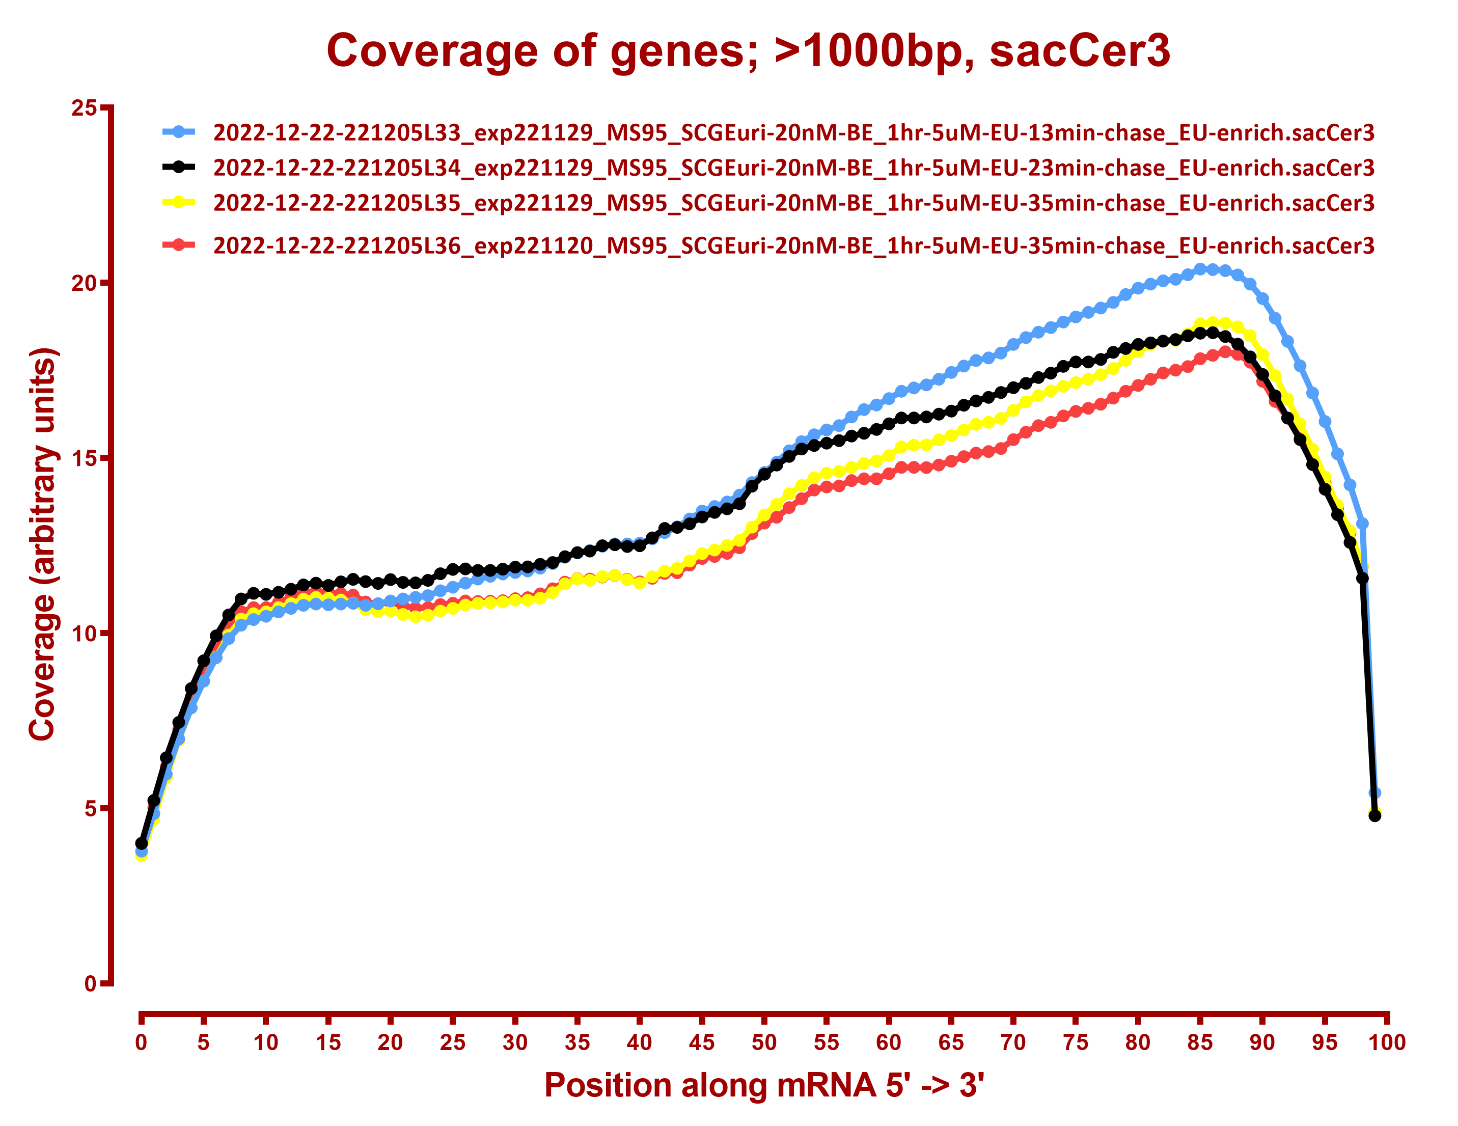 Coverage of genes; >1000bp, sacCer3
25
2022-12-22-221205L33_exp221129_MS95_SCGEuri-20nM-BE_1hr-5uM-EU-13min-chase_EU-enrich.sacCer3
2022-12-22-221205L34_exp221129_MS95_SCGEuri-20nM-BE_1hr-5uM-EU-23min-chase_EU-enrich.sacCer3
2022-12-22-221205L35_exp221129_MS95_SCGEuri-20nM-BE_1hr-5uM-EU-35min-chase_EU-enrich.sacCer3
2022-12-22-221205L36_exp221120_MS95_SCGEuri-20nM-BE_1hr-5uM-EU-35min-chase_EU-enrich.sacCer3
20
15
10
5
0
Coverage (arbitrary units)
0 5 10 15 20 25 30 35 40 45 50 55 60 65 70 75 80 85 90 95 100
Position along mRNA 5' -> 3'